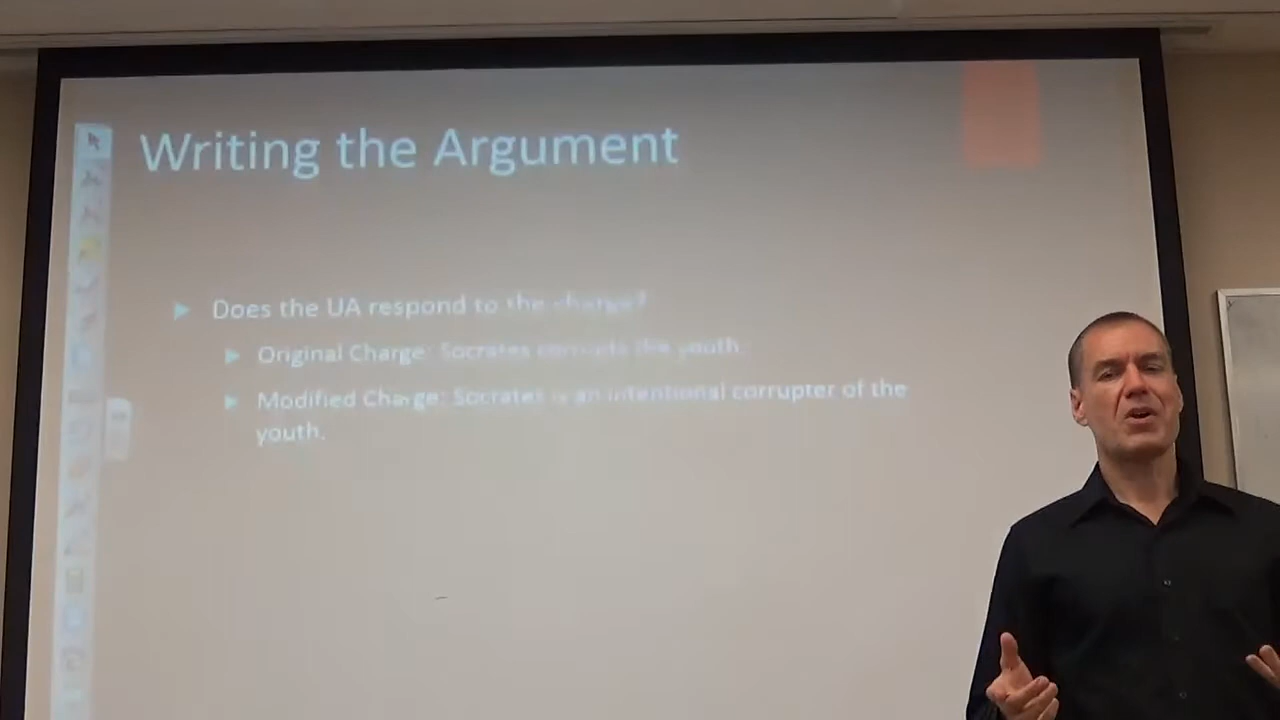 Writing the Argument
Does the UA respond to the charge?
Original Charge: Socrates corrupts the youth.
Modified Charge: Socrates is an intentional corrupter of the
youth.